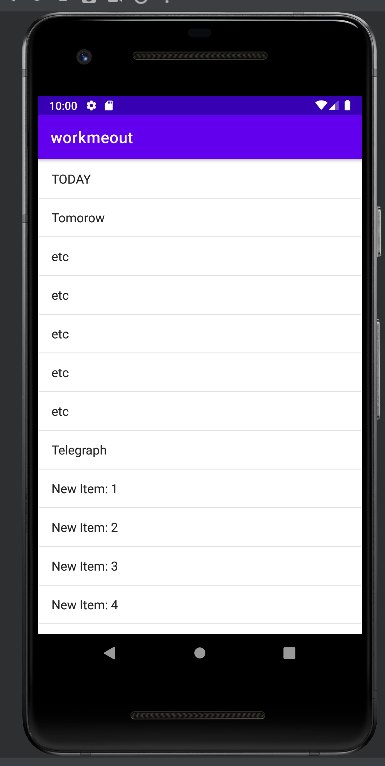 10:00
workmeout
TODAY
Tomorow
etc
etc
etc
etc
etc
Telegraph
New Item: 1
New Item: 2
New Item: 3
New Item: 4